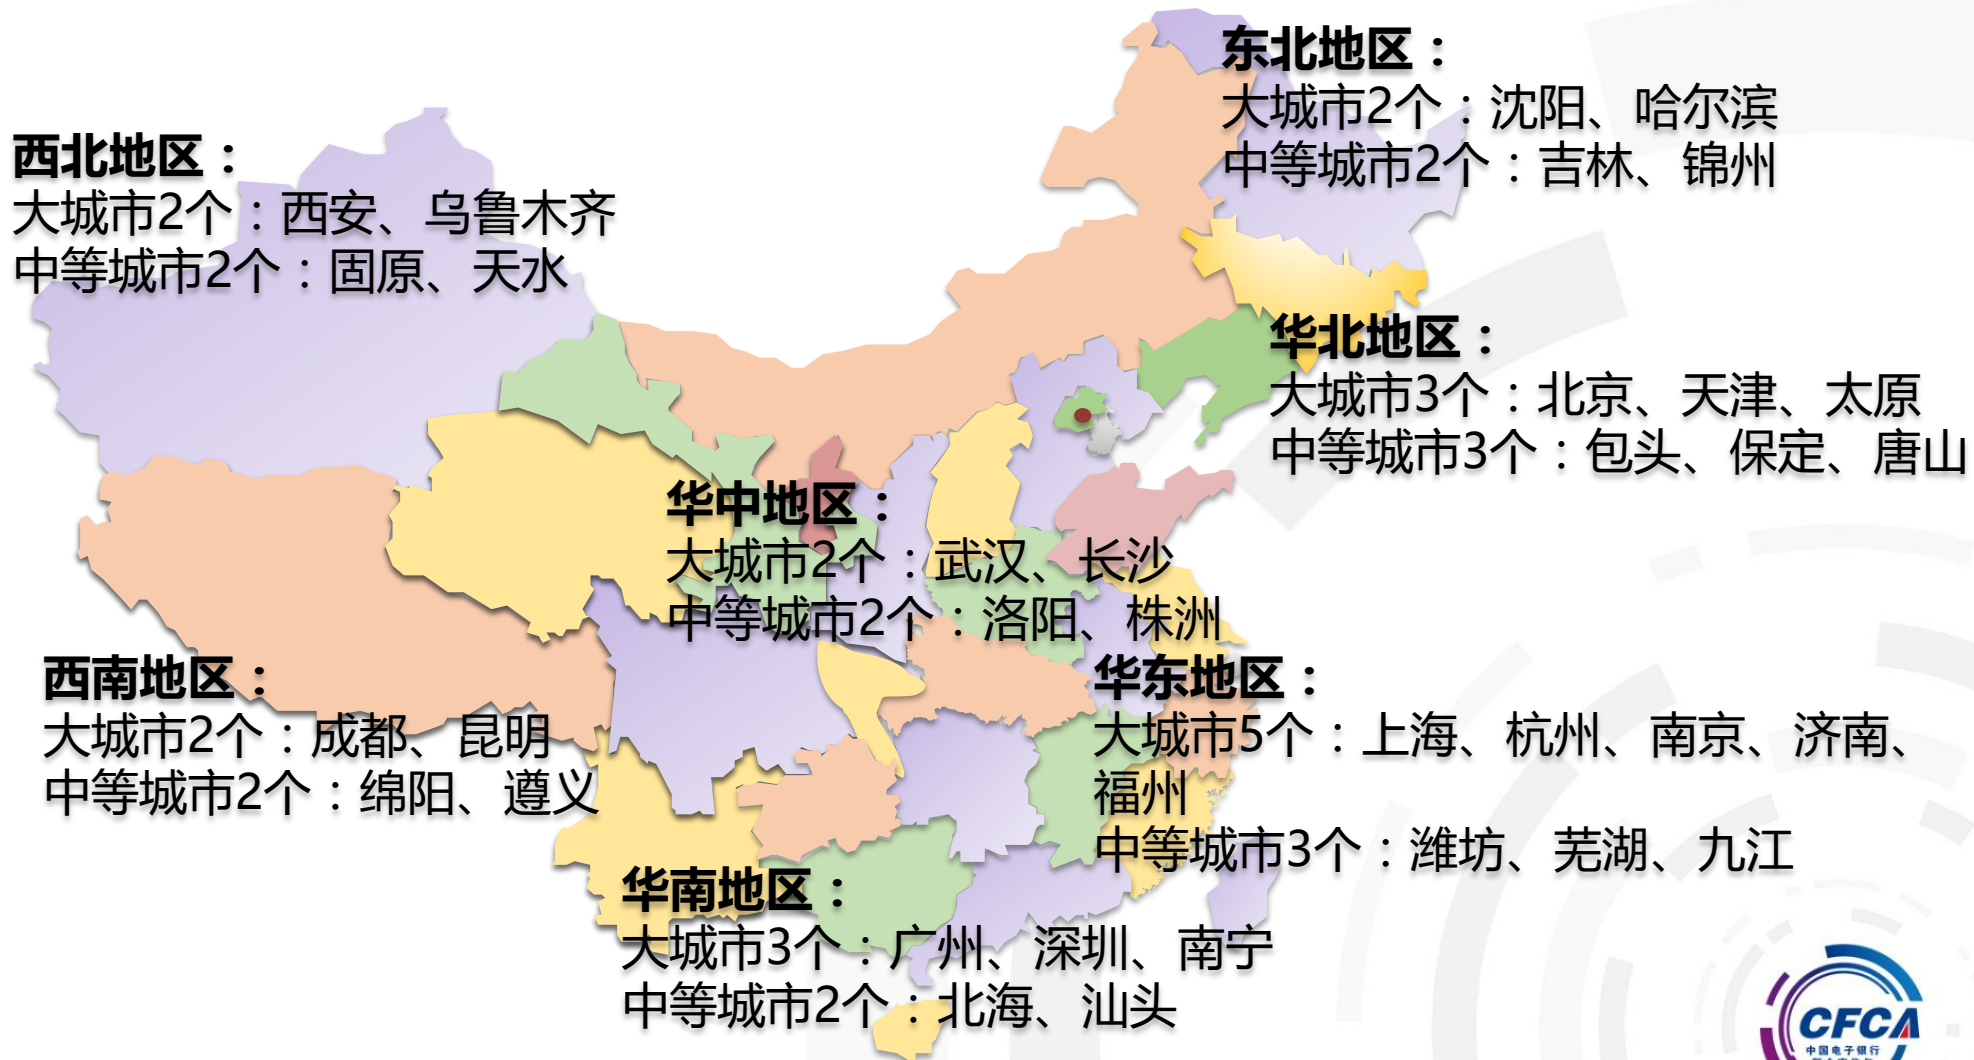 东北地区：
大城市2个：沈阳、哈尔滨
中等城市2个：吉林、锦州
西北地区：
大城市2个：西安、乌鲁木齐
中等城市2个：固原、天水
华北地区：
大城市3个：北京、天津、太原
中等城市3个：包头、保定、唐山
华中地区：
大城市2个：武汉、长沙
中等城市2个：洛阳、株洲
西南地区：
大城市2个：成都、昆明
中等城市2个：绵阳、遵义
华东地区：
大城市5个：上海、杭州、南京、济南、
福州
中等城市3个：潍坊、芜湖、九江
华南地区：
大城市3个：广州、深圳、南宁
中等城市2个：北海、汕头
CFCA
中国电子银行